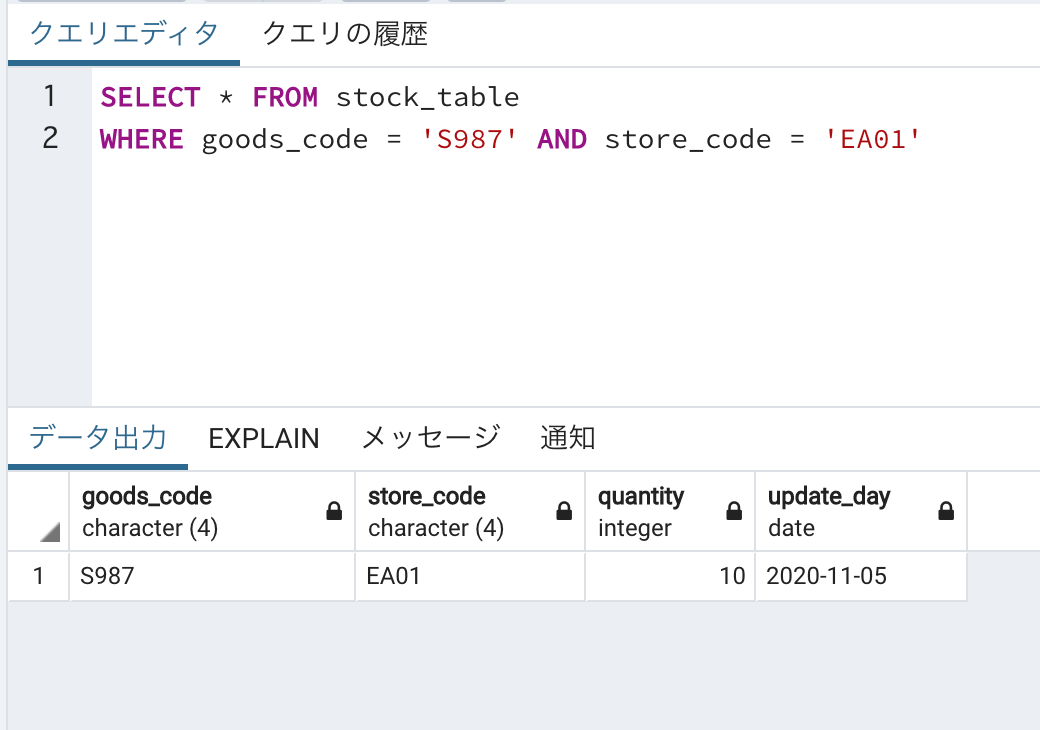 クエリエディタ クエリの履歴
1 SELECT * FROM stock_table
2 WHERE goods_code = 'S987' AND store_code = 'EA01'
データ出力 EXPLAIN メッセージ 通知
goods_code store_code quantity update_day
character (4) character (4) integer date
1 S987 EA01 10 2020-11-05